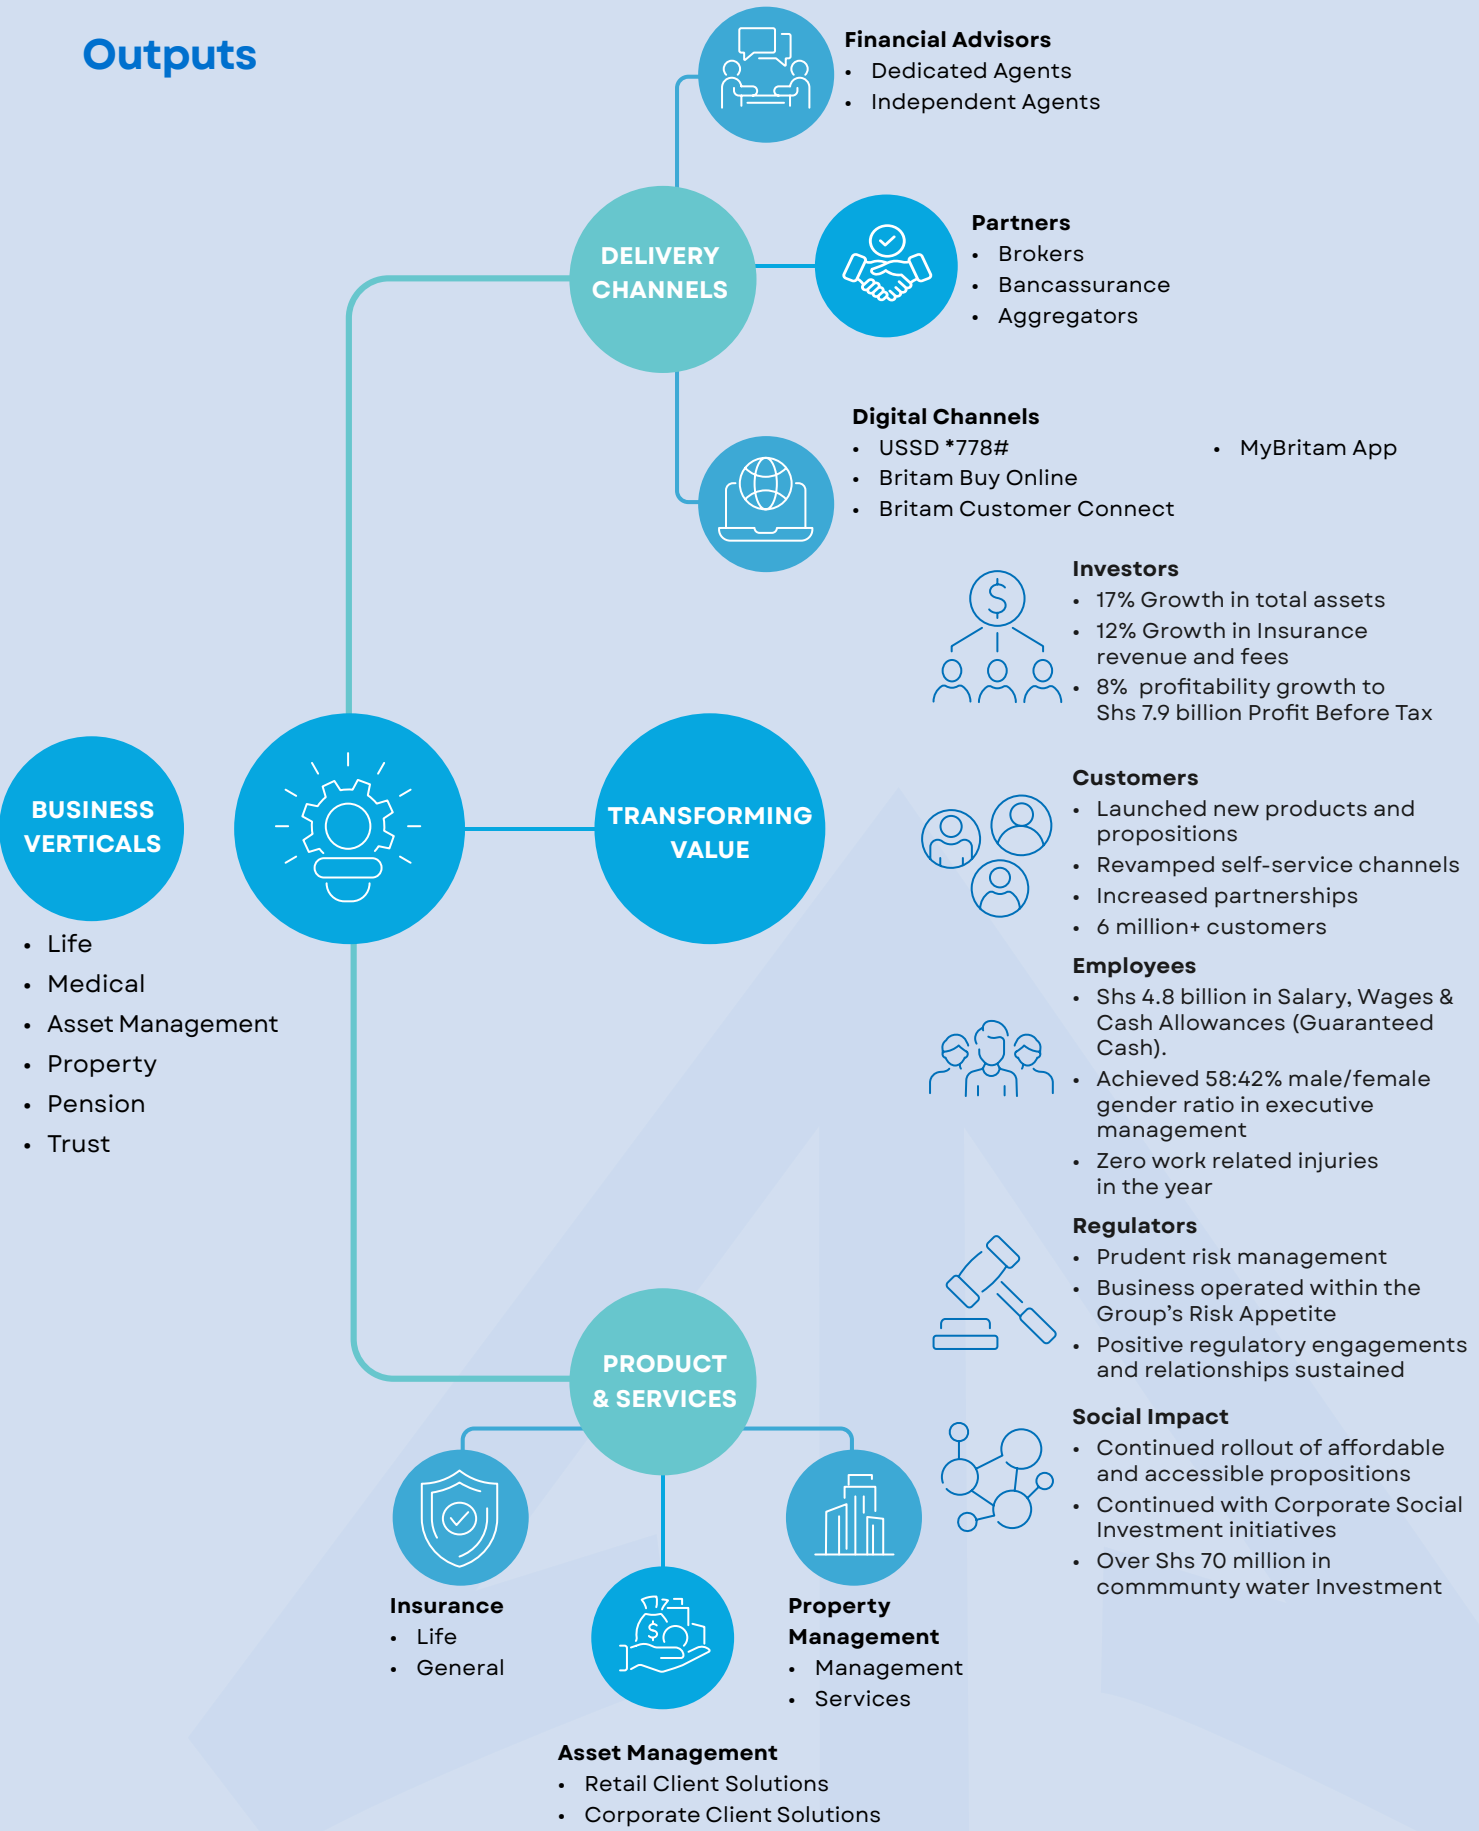 Outputs
Financial Advisors
• Dedicated Agents
• Independent Agents
DELIVERY
CHANNELS
Partners
• Brokers
• Bancassurance
• Aggregators
Digital Channels
• USSD *778#
• Britam Buy Online
• Britam Customer Connect
• MyBritam App
BUSINESS
VERTICALS
• Life
• Medical
• Asset Management
• Property
• Pension
• Trust
TRANSFORMING
VALUE
Investors
• 17% Growth in total assets
• 12% Growth in Insurance
revenue and fees
• 8% profitability growth to
Shs 7.9 billion Profit Before Tax
Customers
• Launched new products and
propositions
• Revamped self-service channels
• Increased partnerships
• 6 million+ customers
Employees
• Shs 4.8 billion in Salary, Wages &
Cash Allowances (Guaranteed
Cash).
• Achieved 58:42% male/female
gender ratio in executive
management
• Zero work related injuries
in the year
Regulators
• Prudent risk management
• Business operated within the
Group’s Risk Appetite
• Positive regulatory engagements
and relationships sustained
Social Impact
• Continued rollout of affordable
and accessible propositions
• Continued with Corporate Social
Investment initiatives
• Over Shs 70 million in
commmunty water Investment
PRODUCT
& SERVICES
Insurance
• Life
• General
Property
Management
• Management
• Services
Asset Management
• Retail Client Solutions
• Corporate Client Solutions